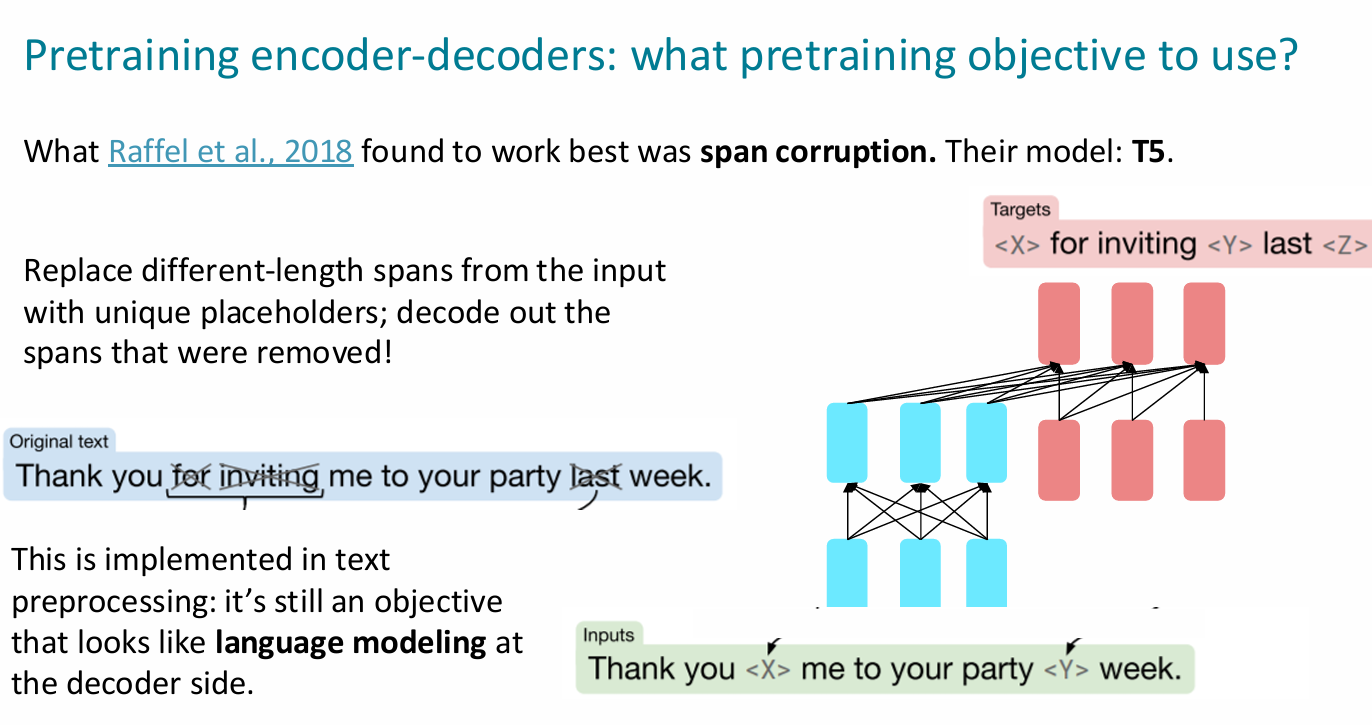 Pretraining encoder-decoders: what pretraining objective to use?
What Raffel et al., 2018 found to work best was span corruption. Their model: T5.
Targets
<X> for inviting <Y> last <Z>
Replace different-length spans from the input
with unique placeholders; decode out the
spans that were removed!
Original text
Thank you for inviting me to your party last week.
This is implemented in text
preprocessing: it's still an objective
that looks like language modeling at
the decoder side.
Inputs
Thank you <X> me to your party <Y> week.